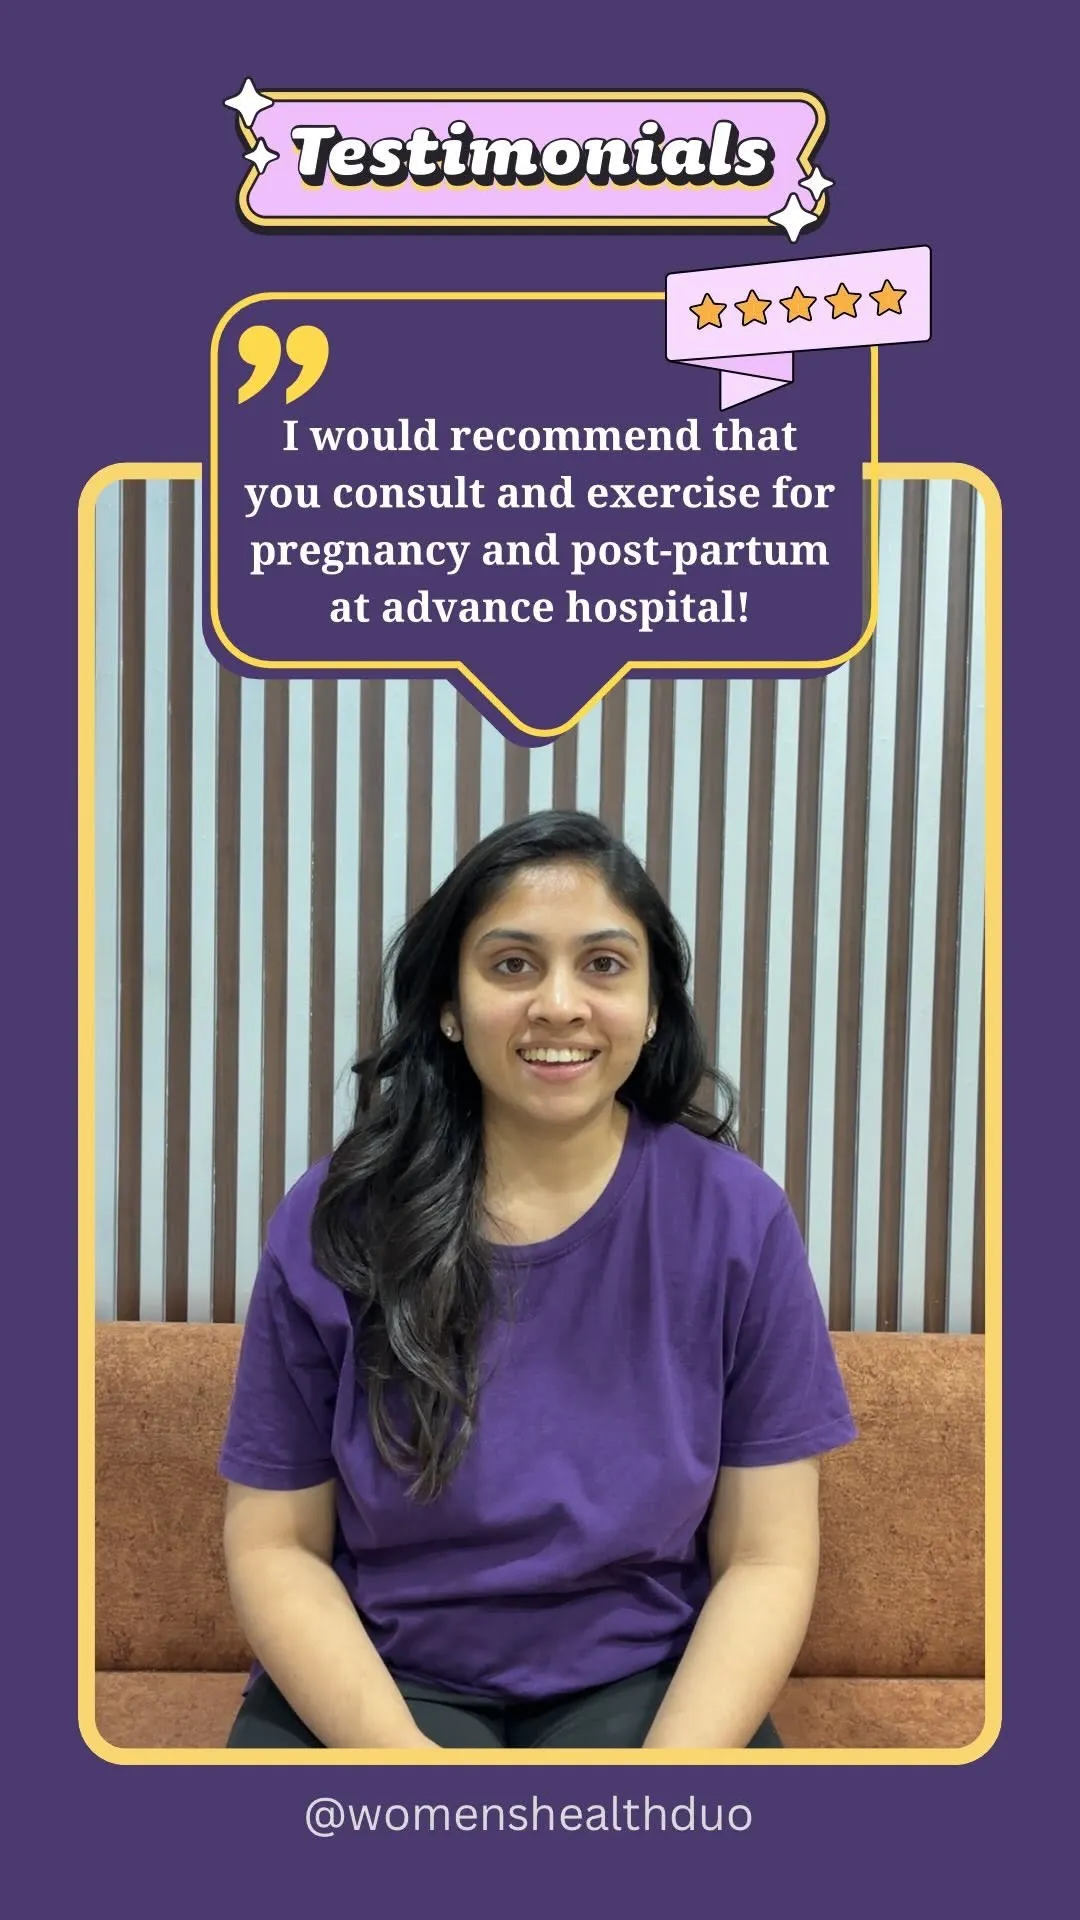 Testimonials
”
I would recommend that
you consult and exercise for
pregnancy and post-partum
at advance hospital!
@womenshealthduo